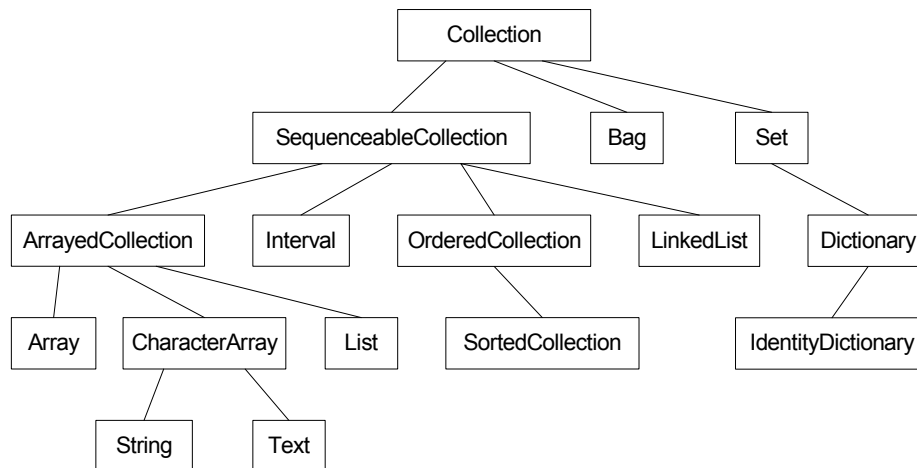 Collection
SequenceableCollection
Bag
Set
ArrayedCollection
Interval
OrderedCollection
LinkedList
Dictionary
Array
CharacterArray
List
SortedCollection
IdentityDictionary
String
Text